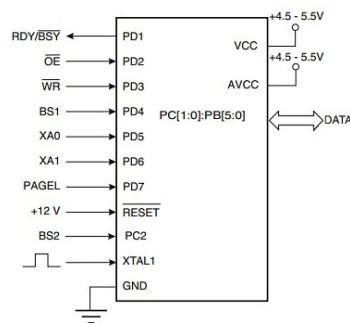 +4.5 - 5.5V
RDY/BSY PD1
VCC
+4.5 - 5.5V
OE PD2
WR PD3
AVCC
BS1 PD4
PC[1:0]:PB[5:0] DATA
XA0 PD5
XA1 PD6
PAGEL PD7
+12 V RESET
BS2 PC2
XTAL1
GND